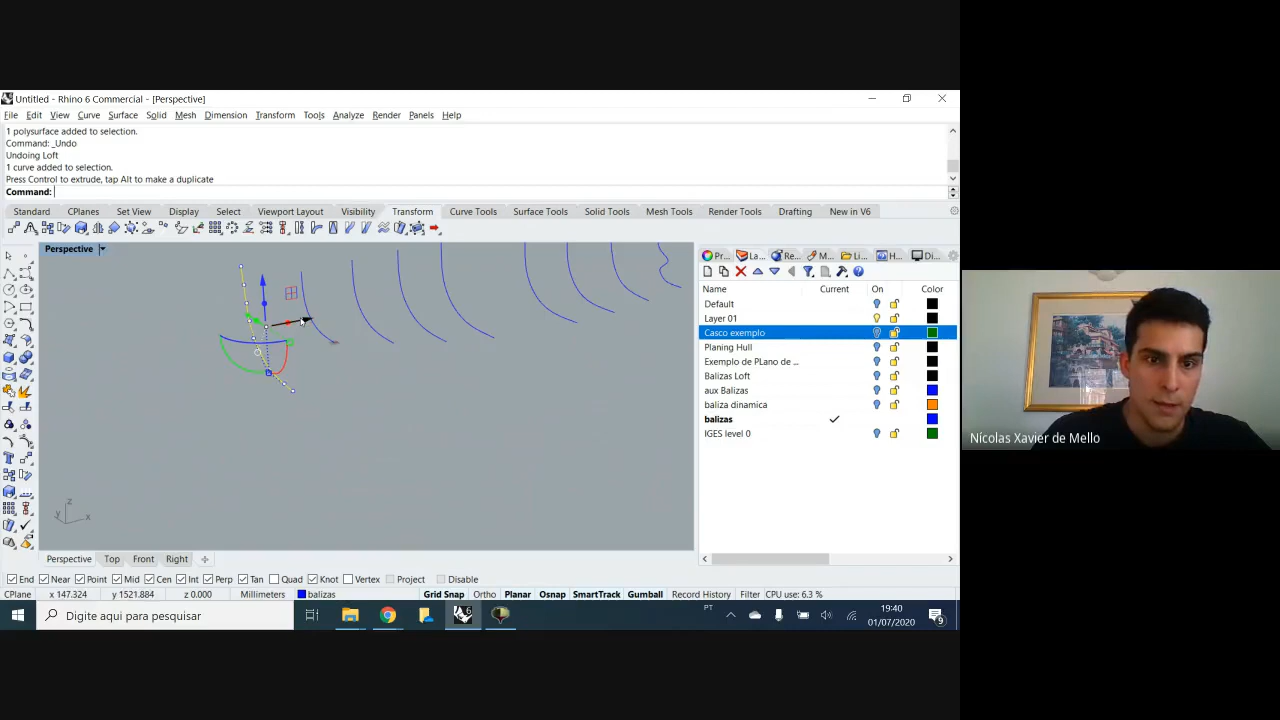 Untitled - Rhino 6 Commercial - [Perspective]
File Edit View Curve Surface Solid Mesh Dimension Transform Tools Analyze Render Panels Help
1 polysurface added to selection.
Command: _Undo
Undoing Loft
1 curve added to selection.
Press Control to extrude, tap Alt to make a duplicate
Command:
Standard CPlanes Set View Display Select Viewport Layout Visibility Transform Curve Tools Surface Tools Solid Tools Mesh Tools Render Tools Drafting New in V6
Perspective
Pr... La... Re... M... Li... H... Di...
Name Current On Color
Default
Layer 01
Casco exemplo
Planing Hull
Exemplo de PLano de ...
Balizas Loft
aux Balizas
baliza dinamica
balizas
IGES level 0
z
y x
Perspective Top Front Right
End Near Point Mid Cen Int Perp Tan Quad Knot Vertex Project Disable
CPlane x 147.324 y 1521.884 z 0.000 Millimeters balizas Grid Snap Ortho Planar Osnap SmartTrack Gumball Record History Filter CPU use: 6.3 %
Digite aqui para pesquisar
PT
19:40
01/07/2020
9
Nícolas Xavier de Mello